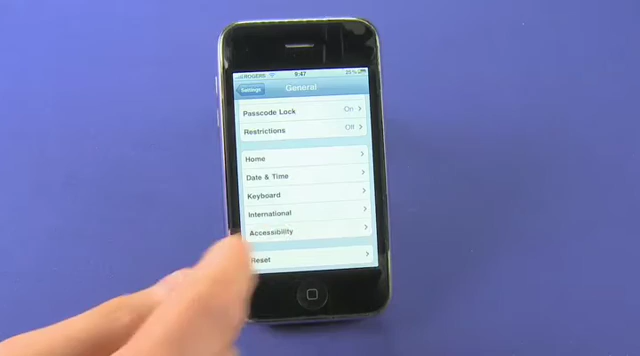 ROGERS 9:47 25%
Settings General
Passcode Lock On
Restrictions Off
Home
Date & Time
Keyboard
International
Accessibility
Reset